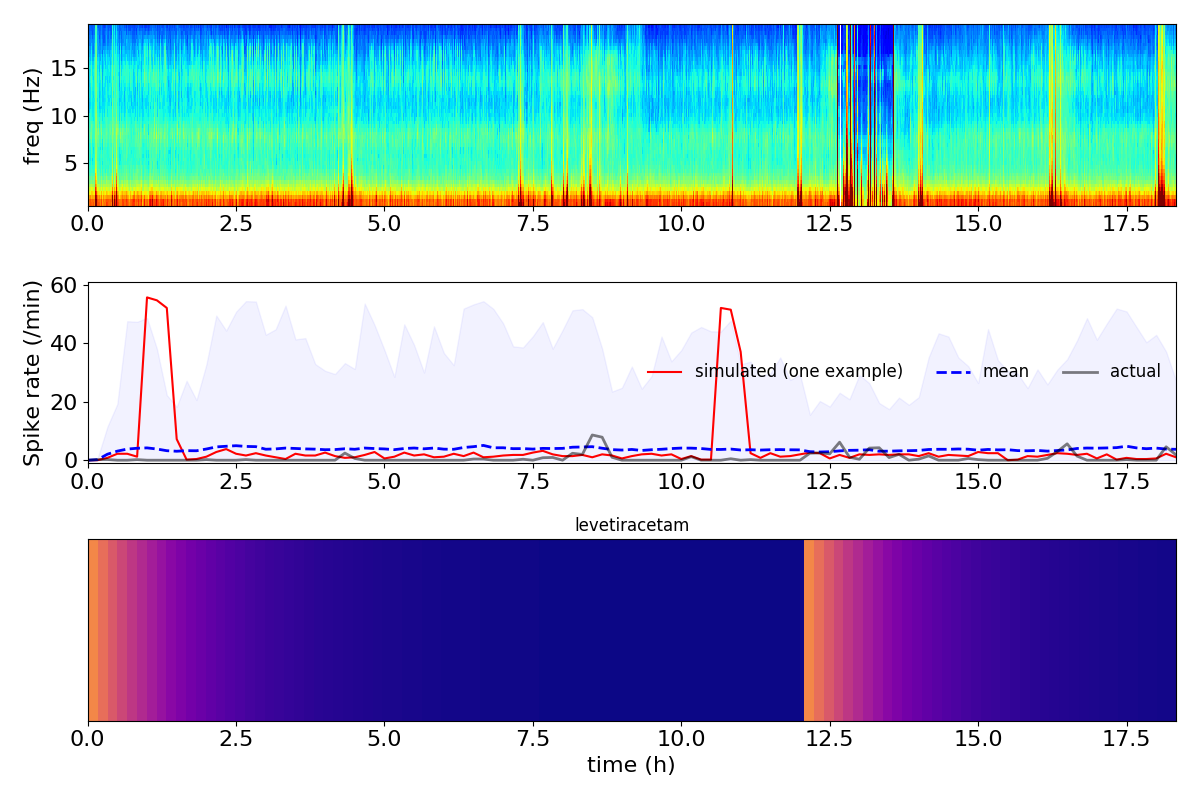 freq (Hz)
15
10
5
0.0 2.5 5.0 7.5 10.0 12.5 15.0 17.5
Spike rate (/min)
60
40
20
0
simulated (one example) mean actual
0.0 2.5 5.0 7.5 10.0 12.5 15.0 17.5
levetiracetam
0.0 2.5 5.0 7.5 10.0 12.5 15.0 17.5
time (h)